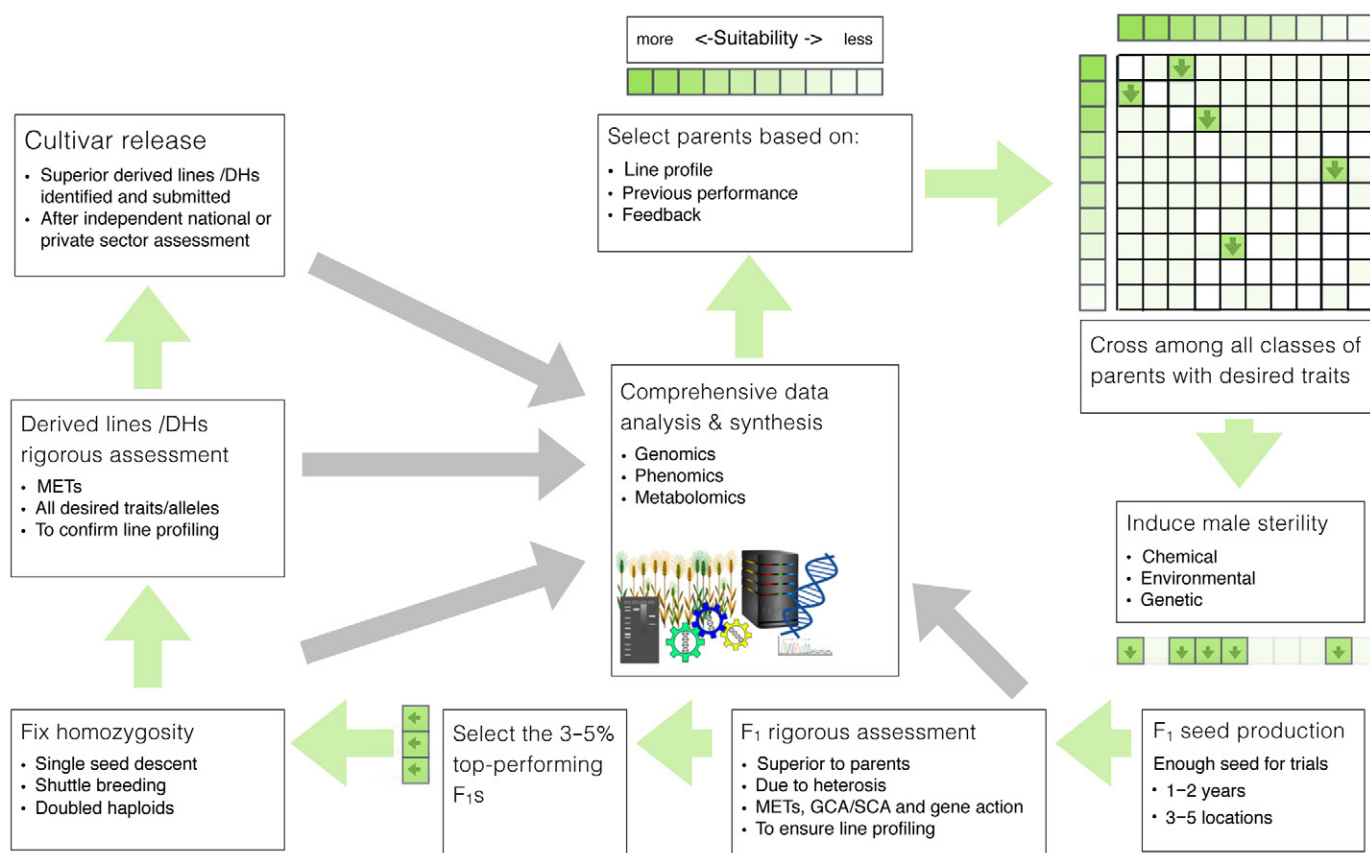 more <-Suitability -> less
Select parents based on:
• Line profile
• Previous performance
• Feedback
Cross among all classes of
parents with desired traits
Induce male sterility
• Chemical
• Environmental
• Genetic
F₁ seed production
Enough seed for trials
• 1–2 years
• 3–5 locations
F₁ rigorous assessment
• Superior to parents
• Due to heterosis
• METs, GCA/SCA and gene action
• To ensure line profiling
Select the 3–5%
top-performing
F₁s
Fix homozygosity
• Single seed descent
• Shuttle breeding
• Doubled haploids
Derived lines /DHs
rigorous assessment
• METs
• All desired traits/alleles
• To confirm line profiling
Cultivar release
• Superior derived lines /DHs
identified and submitted
• After independent national or
private sector assessment
Comprehensive data
analysis & synthesis
• Genomics
• Phenomics
• Metabolomics